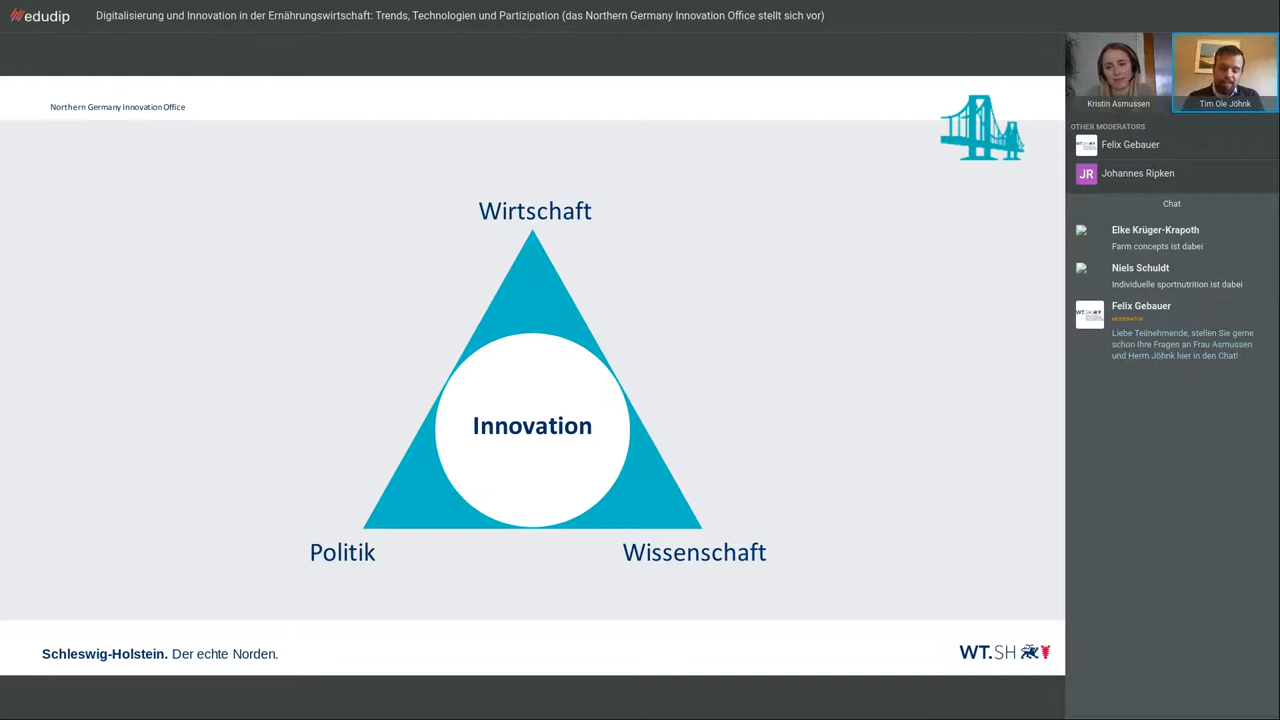 edudip
Digitalisierung und Innovation in der Ernährungswirtschaft: Trends, Technologien und Partizipation (das Northern Germany Innovation Office stellt sich vor)
Northern Germany Innovation Office
Wirtschaft
Innovation
Politik
Wissenschaft
Schleswig-Holstein. Der echte Norden.
WT.SH
Kristin Asmussen
Tim Ole Jöhnk
OTHER MODERATORS
Felix Gebauer
JR
Johannes Ripken
Chat
Elke Krüger-Krapoth
Farm concepts ist dabei
Niels Schuldt
Individuelle sportnutrition ist dabei
Felix Gebauer
MODERATOR
Liebe Teilnehmende, stellen Sie gerne
schon Ihre Fragen an Frau Asmussen
und Herrn Jöhnk hier in den Chat!